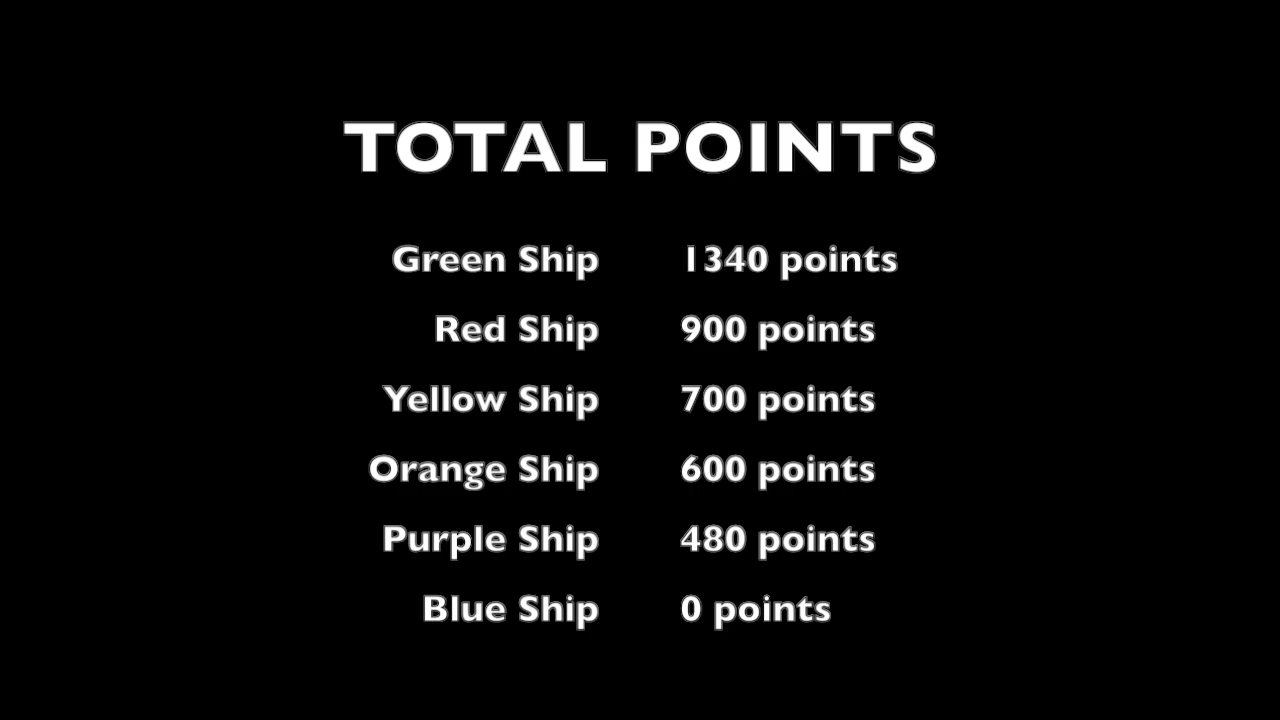 TOTAL POINTS
Green Ship 1340 points
Red Ship 900 points
Yellow Ship 700 points
Orange Ship 600 points
Purple Ship 480 points
Blue Ship 0 points